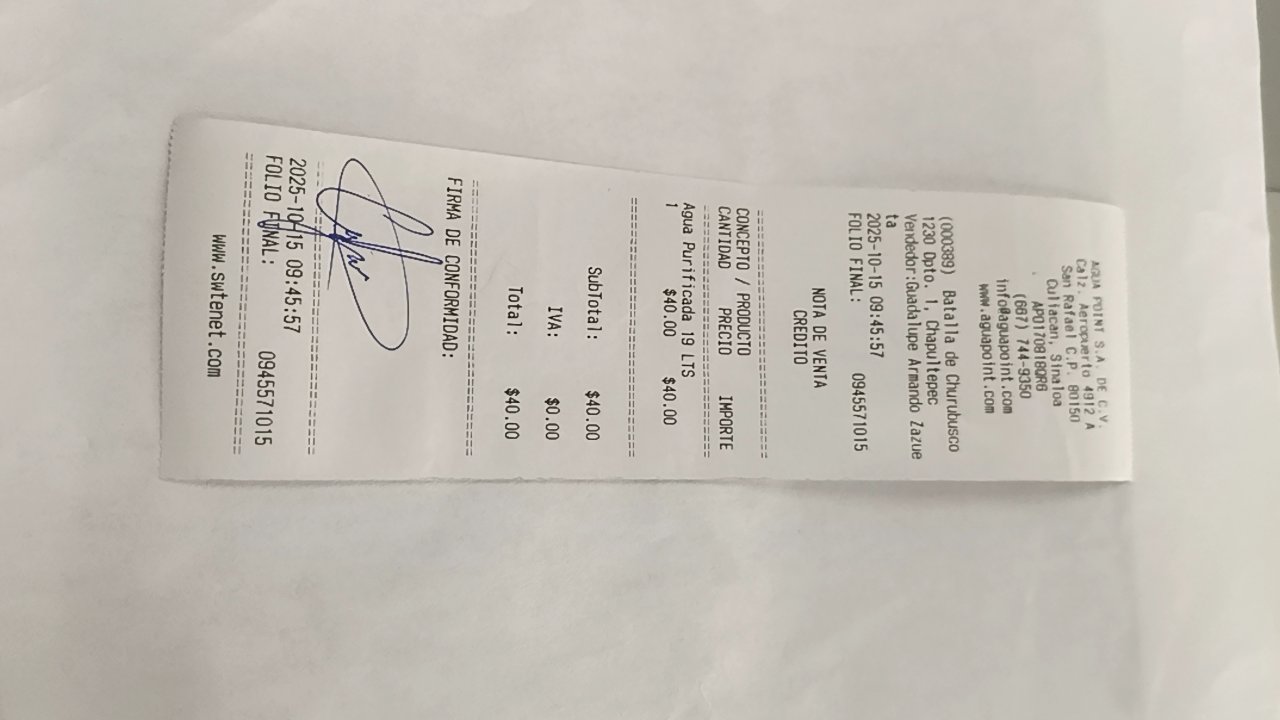 AGUA POINT S.A. DE C.V.
Calz. Aeropuerto 4912 A
San Rafael C.P. 80150
Culiacan, Sinaloa
APO170818QR6
(667) 744-9350
info@aguapoint.com
www.aguapoint.com
(000389) Batalla de Churubusco
1230 Dpto. 1, Chapultepec
Vendedor:Guadalupe Armando Zazue
ta
2025-10-15 09:45:57
FOLIO FINAL: 0945571015
NOTA DE VENTA
CREDITO
================================
CONCEPTO / PRODUCTO
CANTIDAD PRECIO IMPORTE
================================
Agua Purificada 19 LTS
1 $40.00 $40.00
================================
SubTotal: $40.00
IVA: $0.00
Total: $40.00
================================
FIRMA DE CONFORMIDAD:
================================
2025-10-15 09:45:57
FOLIO FINAL: 0945571015
================================
www.swtenet.com